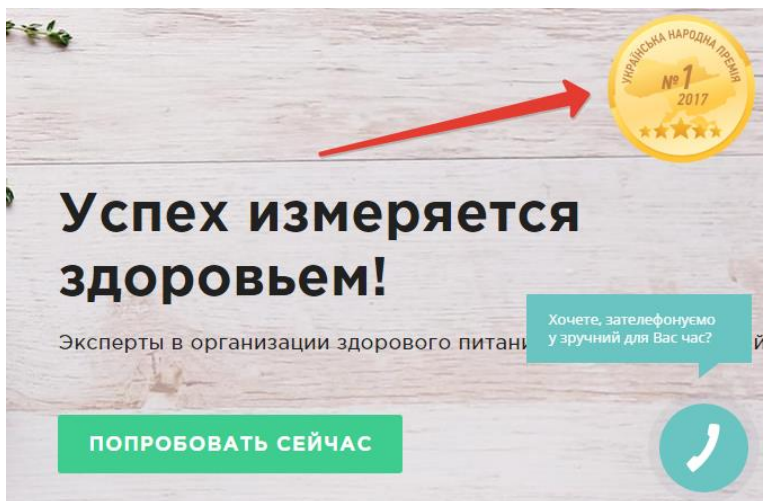 УКРАЇНСЬКА НАРОДНА ПРЕМІЯ
№1
2017
Успех измеряется
здоровьем!
Хочете, зателефонуємо
у зручний для Вас час?
Эксперты в организации здорового
ПОПРОБОВАТЬ СЕЙЧАС